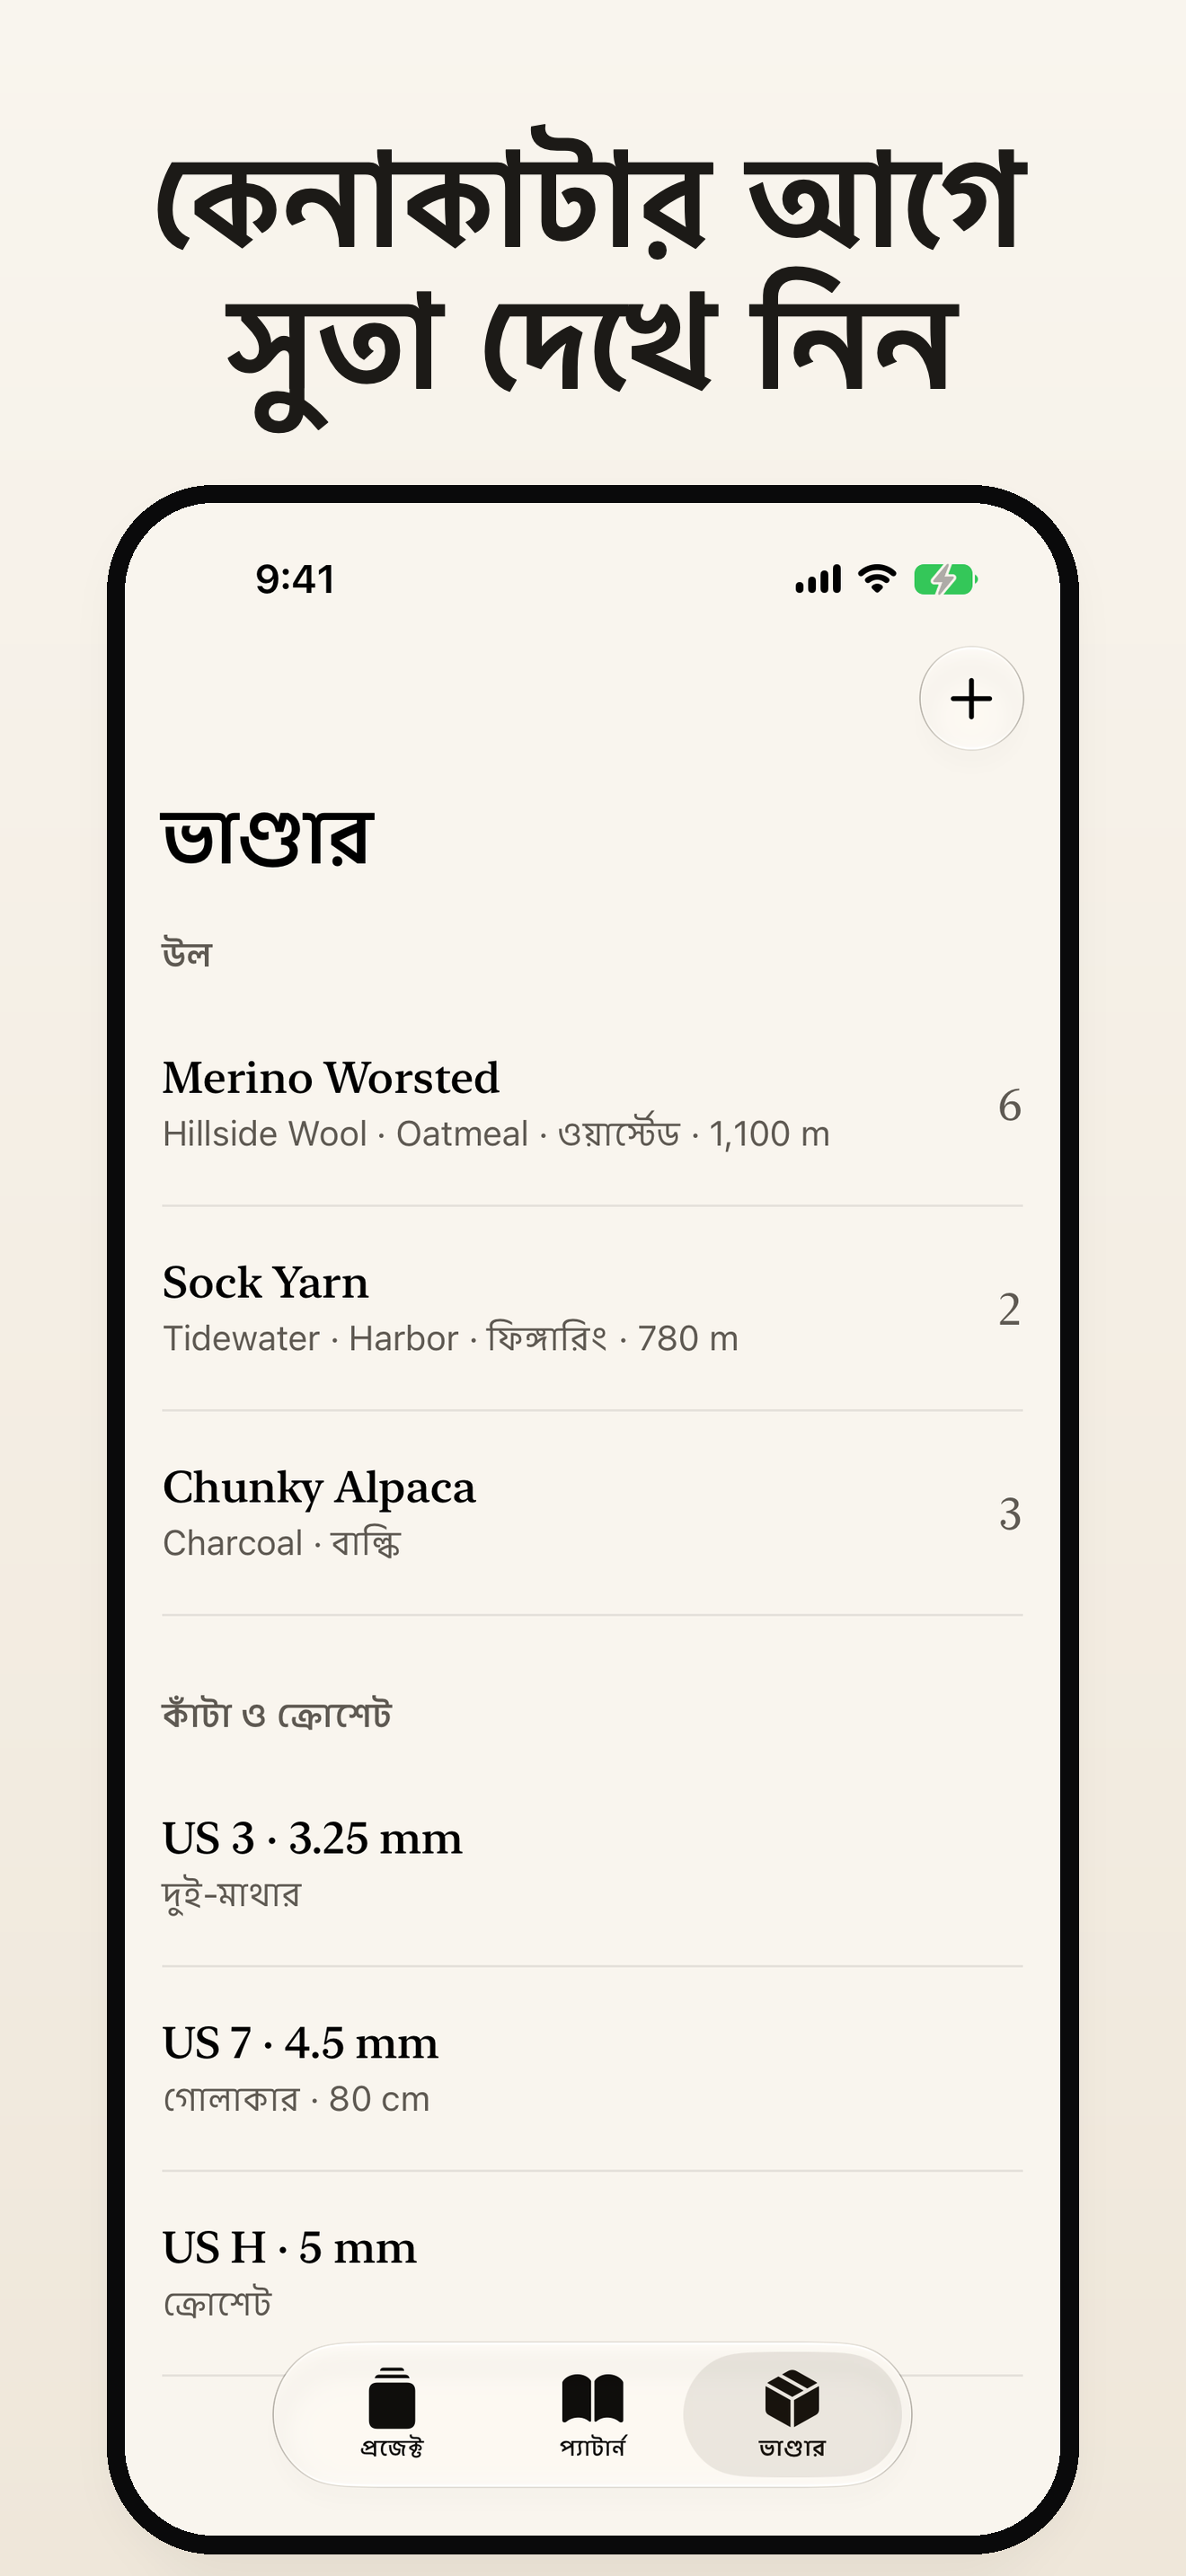 কেনাকাটার আগে
সুতা দেখে নিন
9:41
ভাণ্ডার
উল
Merino Worsted
6
Hillside Wool · Oatmeal · ওয়ার্স্টেড · 1,100 m
Sock Yarn
2
Tidewater · Harbor · ফিঙ্গারিং · 780 m
Chunky Alpaca
3
Charcoal · বাল্কি
কাঁটা ও ক্রোশেট
US 3 · 3.25 mm
দুই-মাথার
US 7 · 4.5 mm
গোলাকার · 80 cm
US H · 5 mm
ক্রোশেট
প্রজেক্ট
প্যাটার্ন
ভাণ্ডার